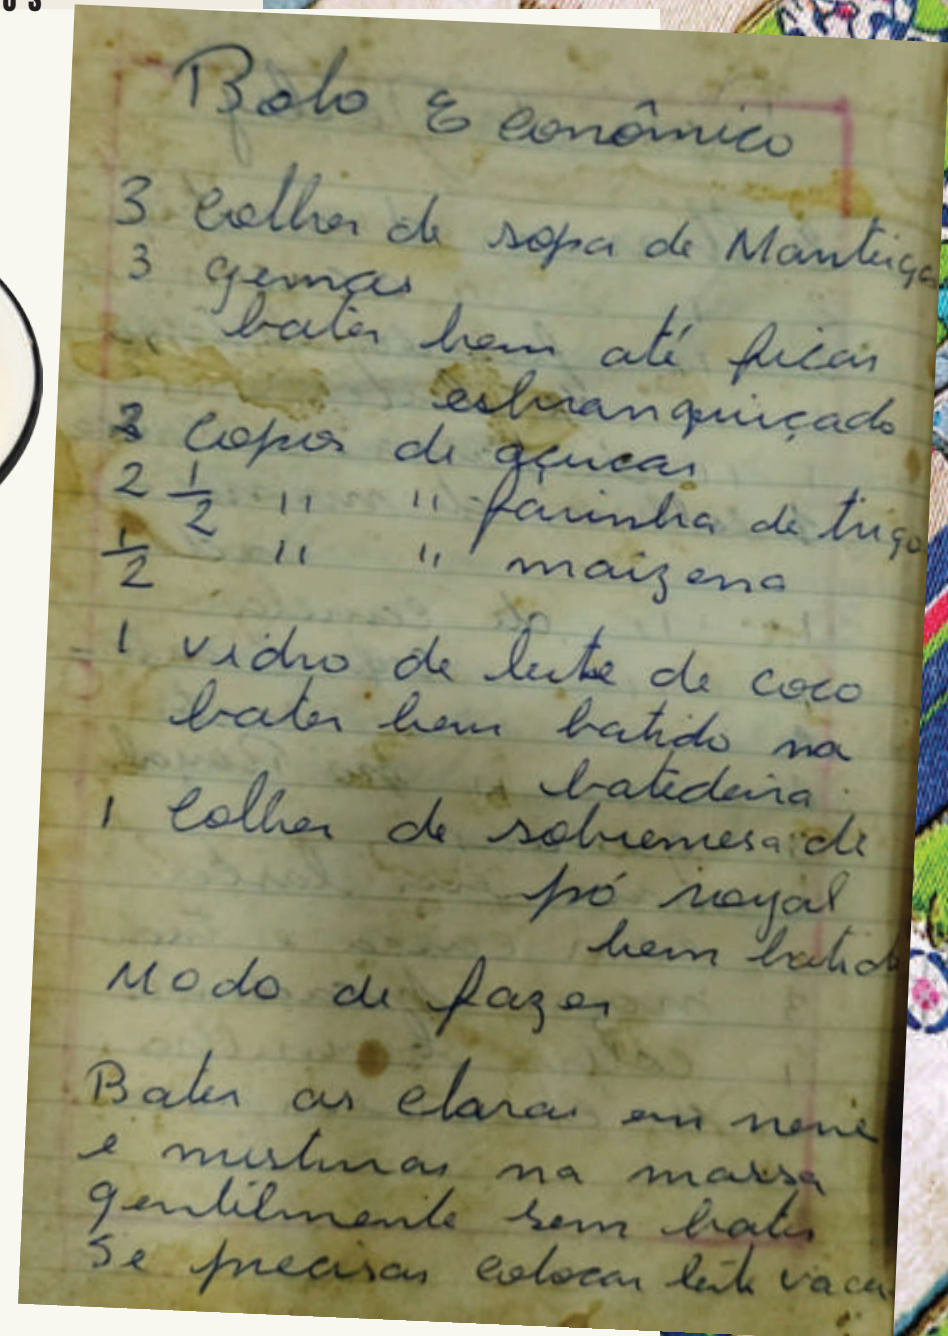 Bolo Econômico
3 colher de sopa de Manteiga
3 gemas
bater bem até ficar
esbranquiçado
copos de açucar
2 1/2 " " farinha de trigo
1/2 " " maizena
1 vidro de leite de coco
bater bem batido na
batedeira
1 colher de sobremesa de
pó royal
bem batido
Modo de fazer
Bater as claras em neve
e misturar na massa
gentilmente sem bater
Se precisar colocar leite vaca